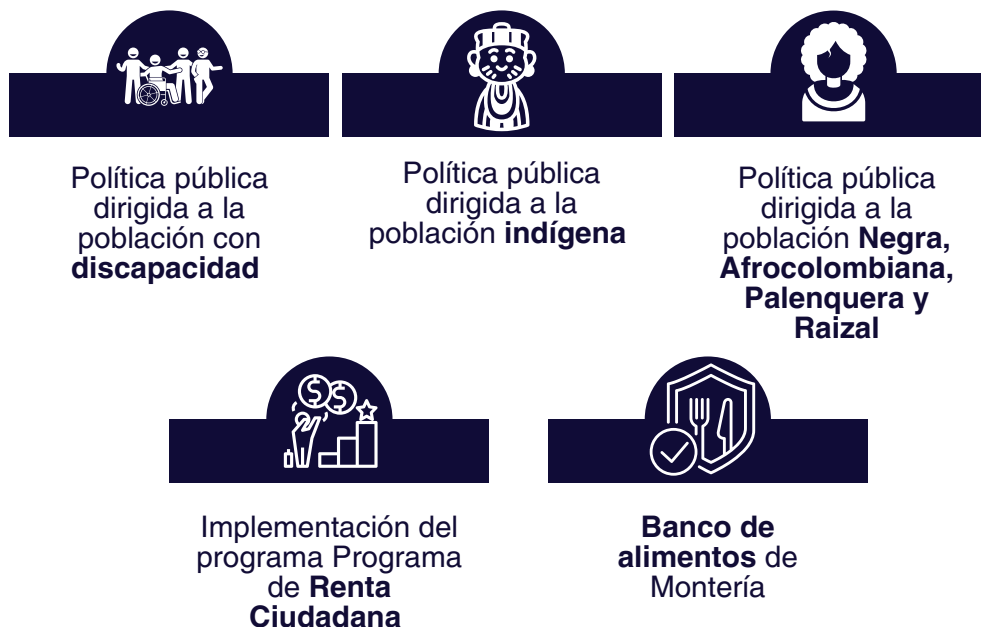 Política pública
dirigida a la
población con
discapacidad
Política pública
dirigida a la
población indígena
Política pública
dirigida a la
población Negra,
Afrocolombiana,
Palenquera y
Raizal
Implementación del
programa Programa
de Renta
Ciudadana
Banco de
alimentos de
Montería